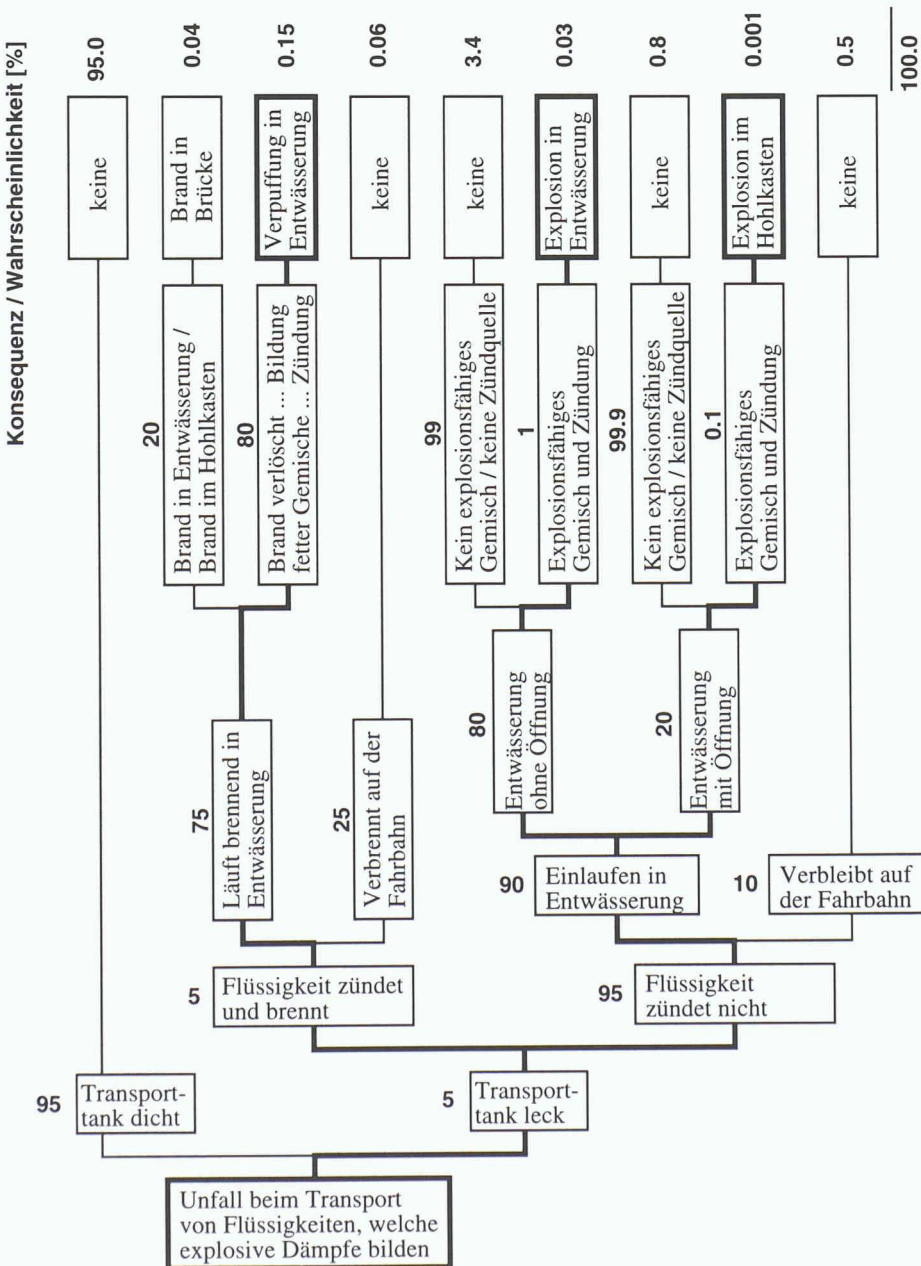 Konsequenz / Wahrscheinlichkeit [%]
Unfall beim Transport
von Flüssigkeiten, welche
explosive Dämpfe bilden
95
Transport-
tank dicht
keine
95.0
5
Transport-
tank leck
5
Flüssigkeit zündet
und brennt
75
Läuft brennend in
Entwässerung
20
Brand in Entwässerung /
Brand im Hohlkasten
Brand in
Brücke
0.04
80
Brand verlöscht ... Bildung
fetter Gemische ... Zündung
Verpuffung in
Entwässerung
0.15
25
Verbrennt auf der
Fahrbahn
keine
0.06
95
Flüssigkeit
zündet nicht
90
Einlaufen in
Entwässerung
80
Entwässerung
ohne Öffnung
99
Kein explosionsfähiges
Gemisch / keine Zündquelle
keine
3.4
1
Explosionsfähiges
Gemisch und Zündung
Explosion in
Entwässerung
0.03
20
Entwässerung
mit Öffnung
99.9
Kein explosionsfähiges
Gemisch / keine Zündquelle
keine
0.8
0.1
Explosionsfähiges
Gemisch und Zündung
Explosion im
Hohlkasten
0.001
10
Verbleibt auf
der Fahrbahn
keine
0.5
100.0